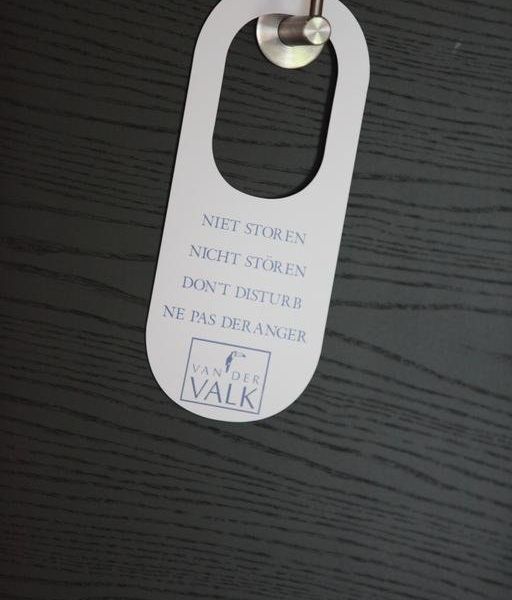 NIET STOREN
NICHT STÖREN
DON'T DISTURB
NE PAS DERANGER
VAN DER
VALK